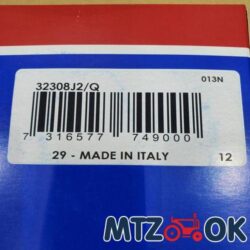 013N
32308J2/Q
7 316577 749000
29 - MADE IN ITALY
12
MTZ OK